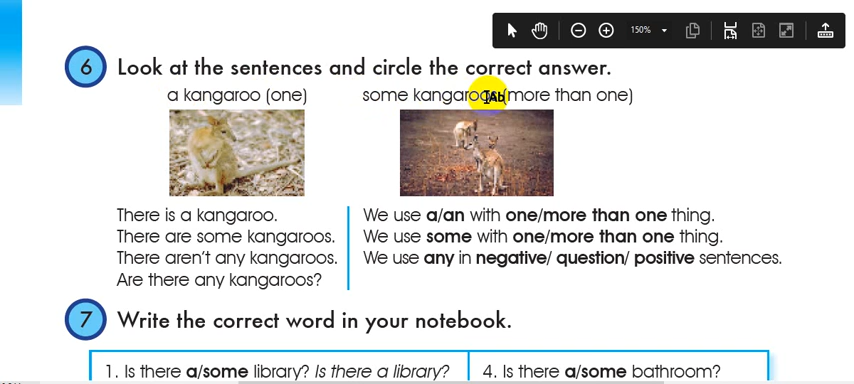 150%
6 Look at the sentences and circle the correct answer.
a kangaroo (one) some kangaroos (more than one)
There is a kangaroo.
There are some kangaroos.
There aren't any kangaroos.
Are there any kangaroos?
We use a/an with one/more than one thing.
We use some with one/more than one thing.
We use any in negative/ question/ positive sentences.
7 Write the correct word in your notebook.
1. Is there a/some library? Is there a library?
4. Is there a/some bathroom?